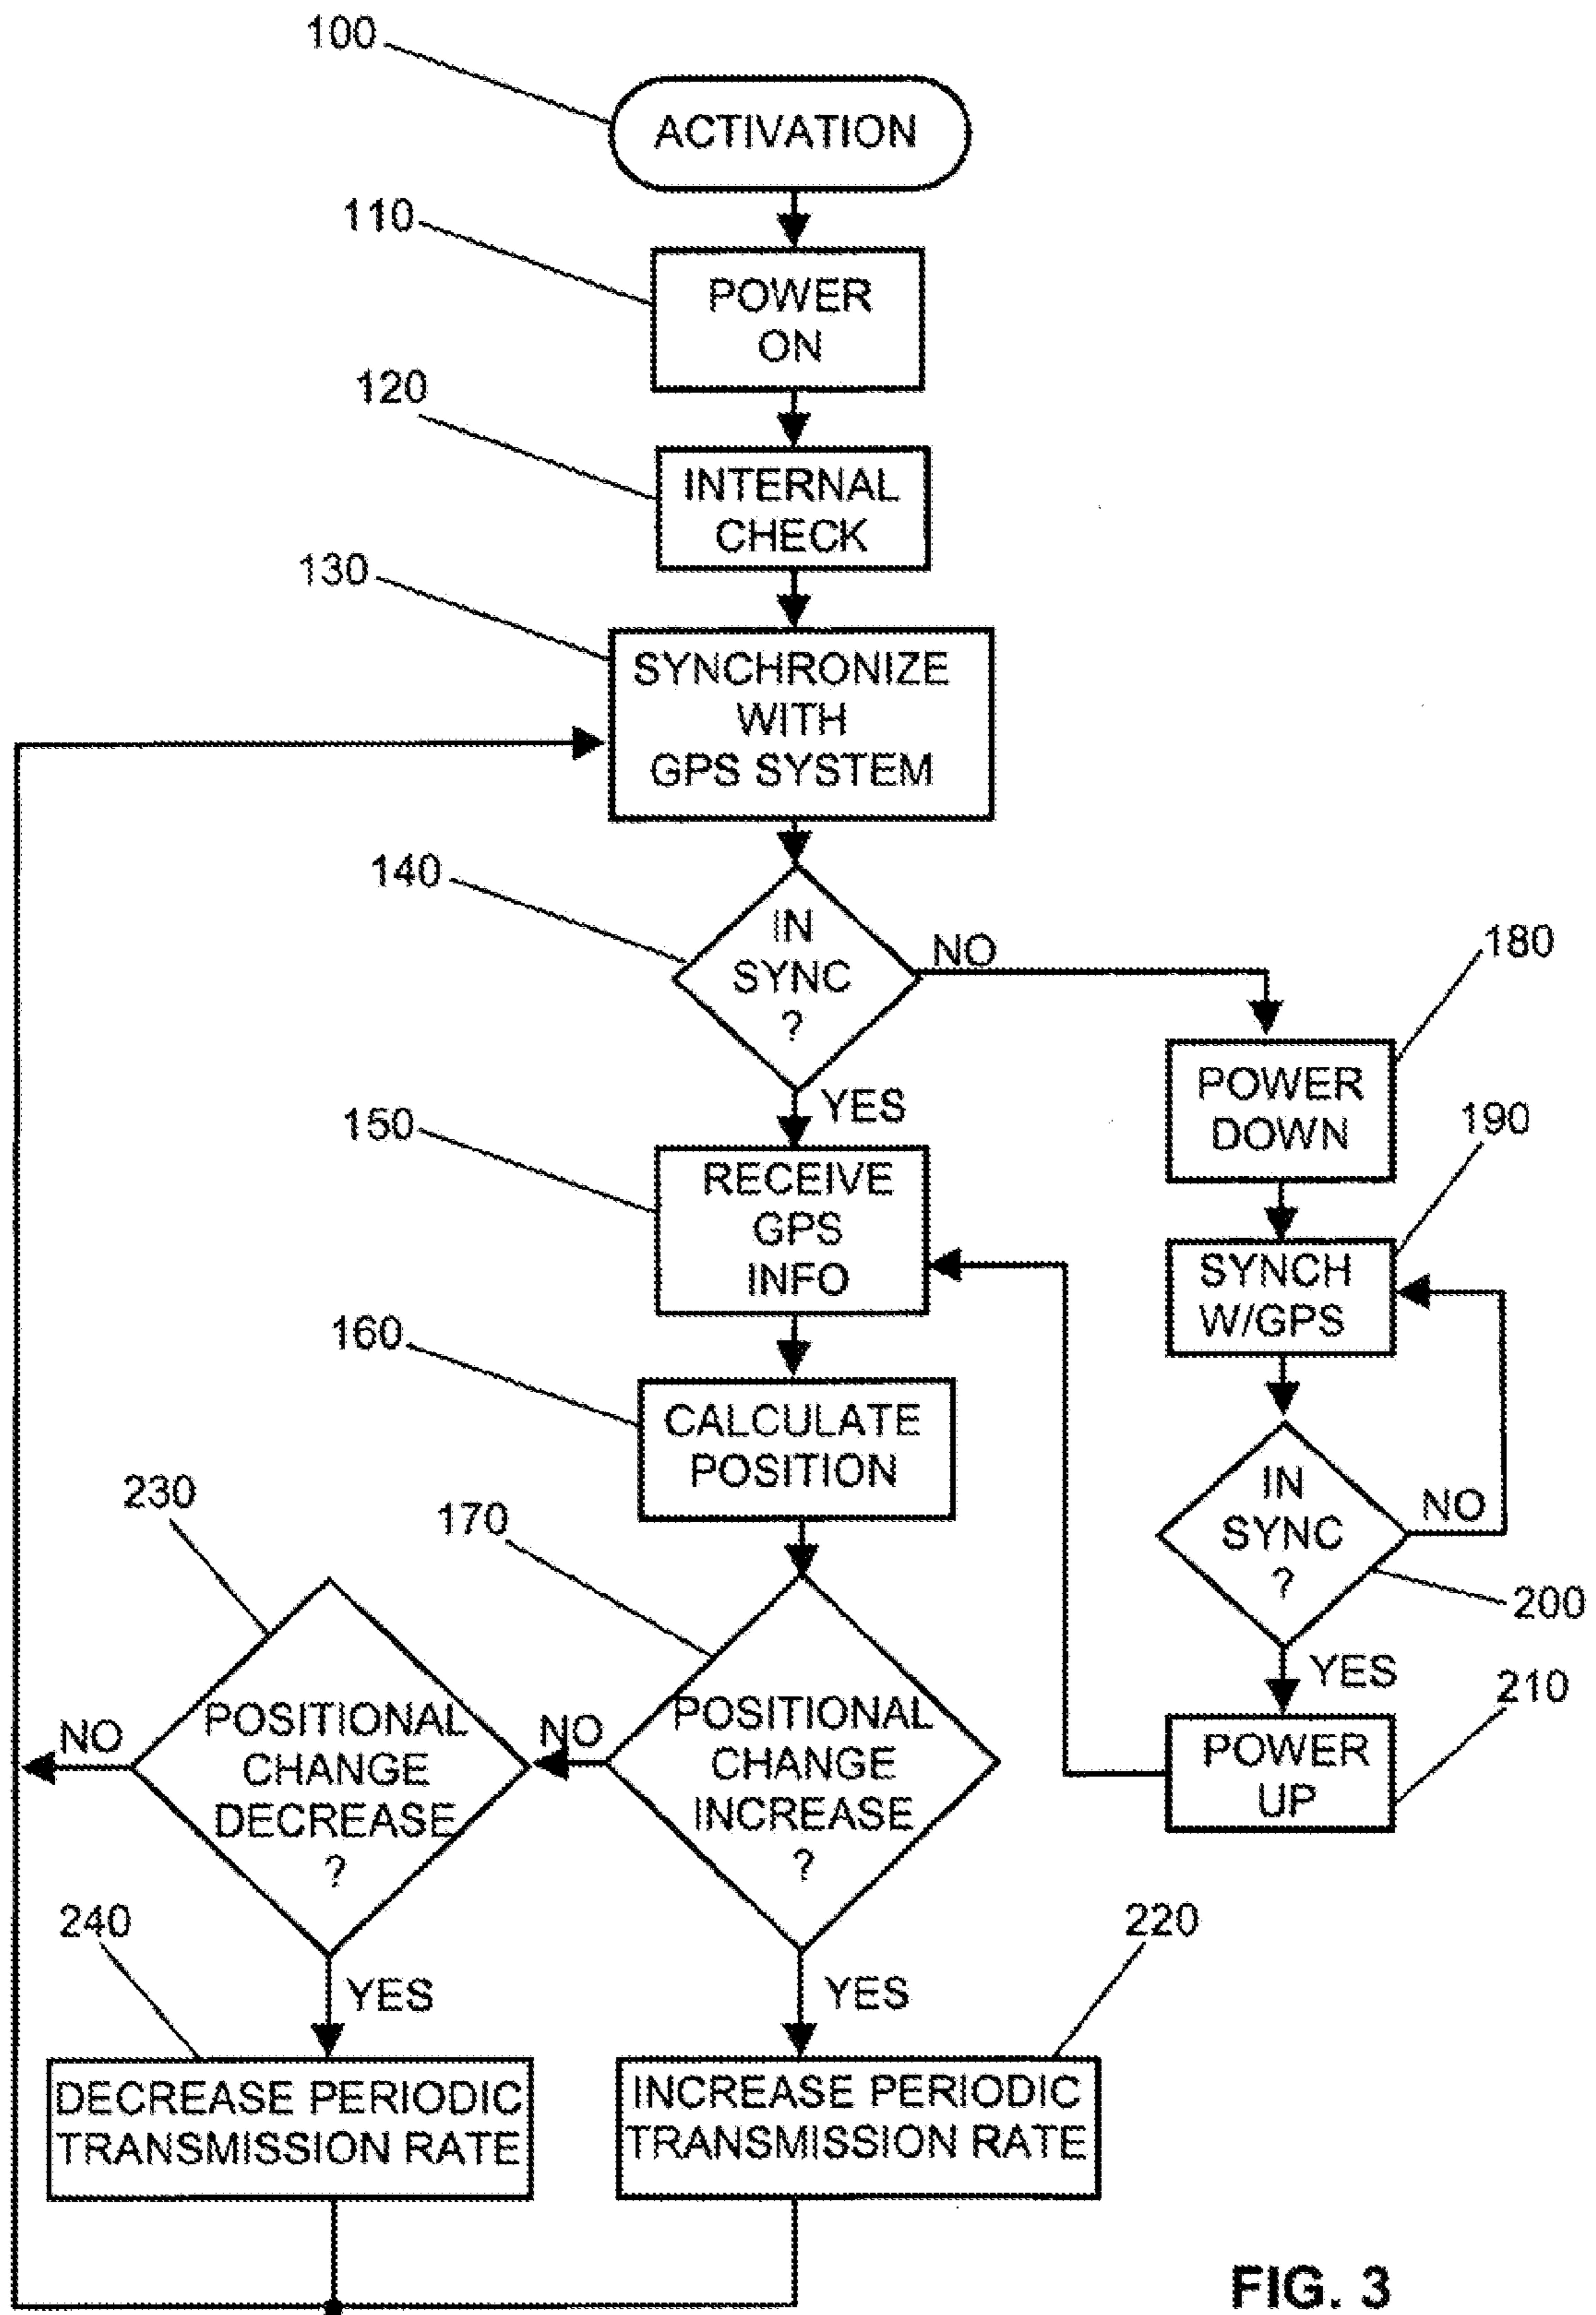 100
ACTIVATION
110
POWER
ON
120
INTERNAL
CHECK
130
SYNCHRONIZE
WITH
GPS SYSTEM
140
IN
SYNC
?
NO
YES
180
POWER
DOWN
150
RECEIVE
GPS
INFO
190
SYNCH
W/GPS
160
CALCULATE
POSITION
IN
SYNC
?
NO
200
YES
230
170
210
POWER
UP
NO
POSITIONAL
CHANGE
DECREASE
?
NO
POSITIONAL
CHANGE
INCREASE
?
240
YES
YES
220
DECREASE PERIODIC
TRANSMISSION RATE
INCREASE PERIODIC
TRANSMISSION RATE
FIG. 3